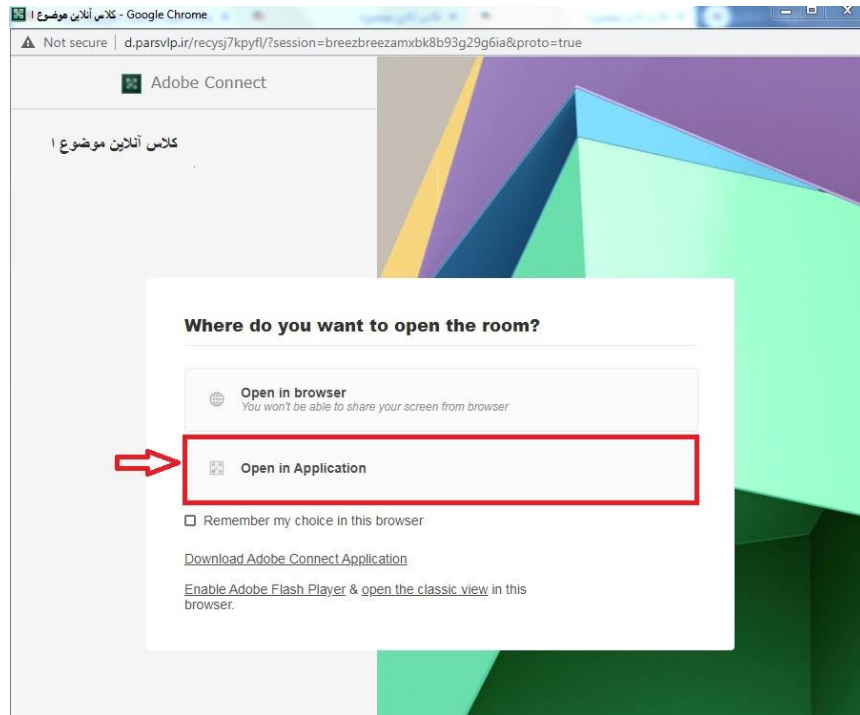 کلاس آنلاین موضوع ۱ - Google Chrome
Not secure | d.parsvlp.ir/recysj7kpyfl/?session=breezbreezamxbk8b93g29g6ia&proto=true
Adobe Connect
کلاس آنلاین موضوع ۱
Where do you want to open the room?
Open in browser
You won't be able to share your screen from browser
Open in Application
Remember my choice in this browser
Download Adobe Connect Application
Enable Adobe Flash Player & open the classic view in this
browser.